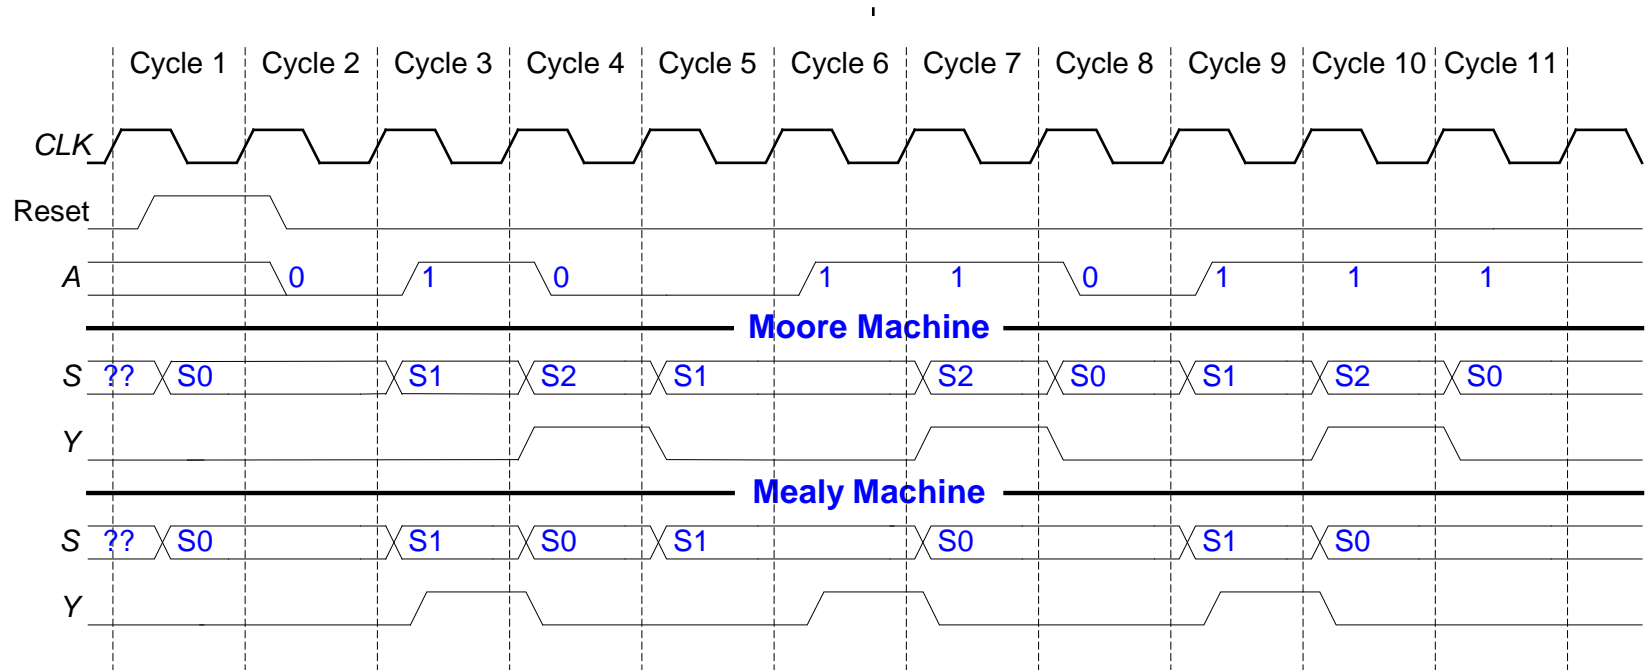 Cycle 1 Cycle 2 Cycle 3 Cycle 4 Cycle 5 Cycle 6 Cycle 7 Cycle 8 Cycle 9 Cycle 10 Cycle 11
CLK
Reset
A 0 1 0 1 1 0 1 1 1
Moore Machine
S ?? S0 S1 S2 S1 S2 S0 S1 S2 S0
Y
Mealy Machine
S ?? S0 S1 S0 S1 S0 S1 S0
Y